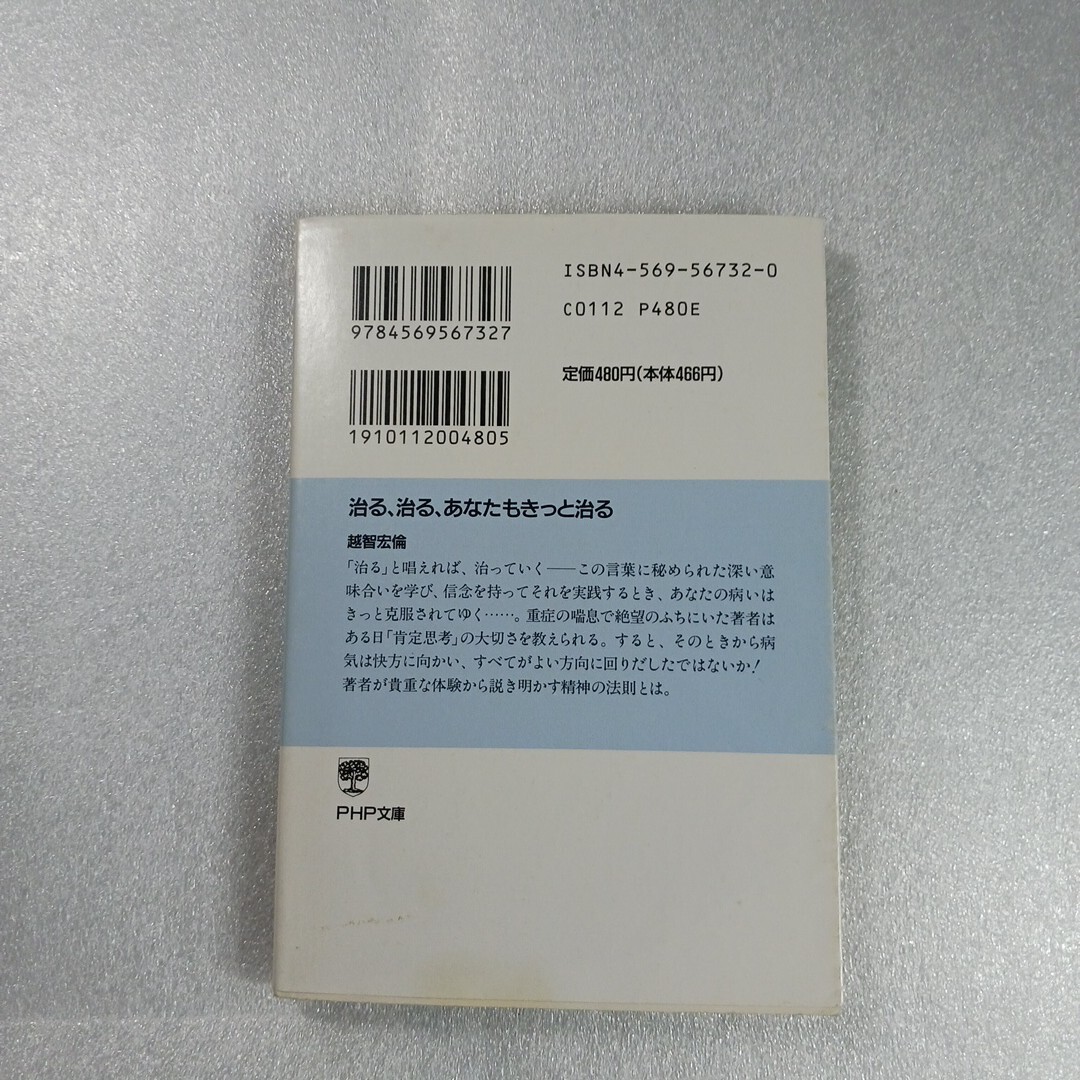 ISBN4-569-56732-0
C0112 P480E
9784569567327
定価480円(本体466円)
1910112004805
治る、治る、あなたもきっと治る
越智宏倫
「治る」と唱えれば、治っていく――この言葉に秘められた深い意
味合いを学び、信念を持ってそれを実践するとき、あなたの病いは
きっと克服されてゆく……。重症の喘息で絶望のふちにいた著者は
ある日「肯定思考」の大切さを教えられる。すると、そのときから病
気は快方に向かい、すべてがよい方向に回りだしたではないか!
著者が貴重な体験から説き明かす精神の法則とは。
PHP文庫